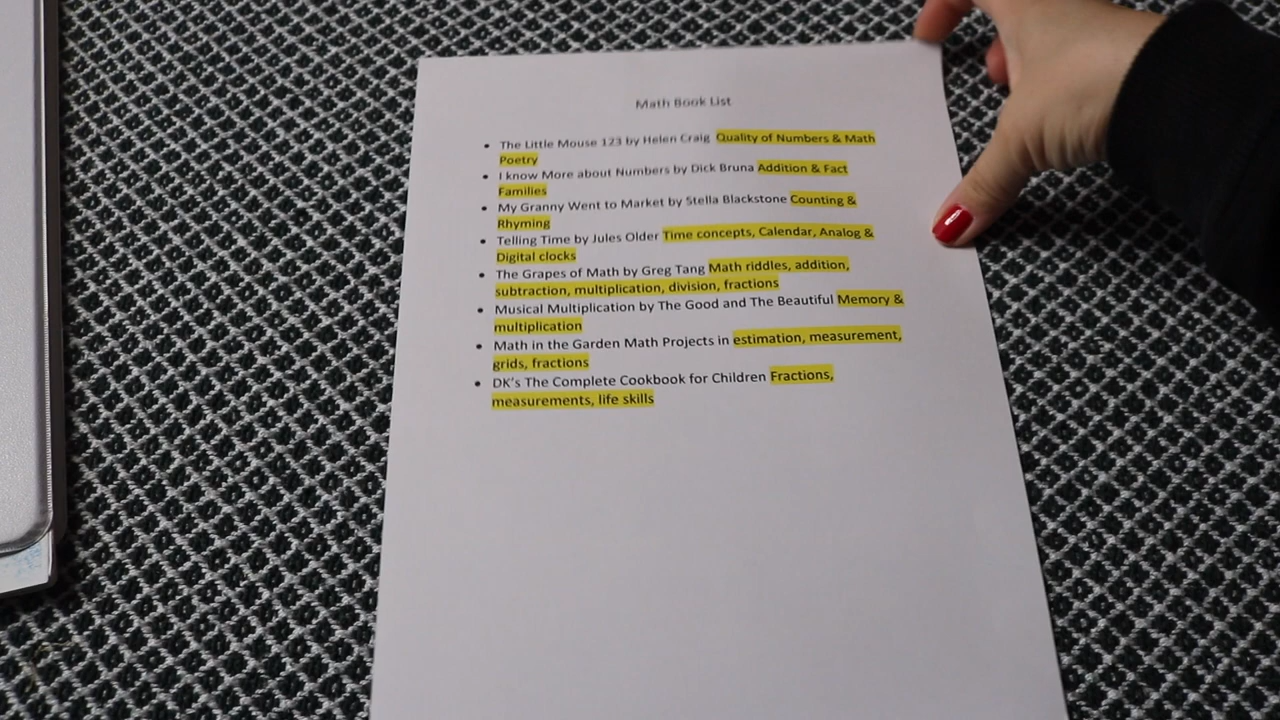 Math Book List
• The Little Mouse 123 by Helen Craig Quality of Numbers & Math
Poetry
• I know More about Numbers by Dick Bruna Addition & Fact
Families
• My Granny Went to Market by Stella Blackstone Counting &
Rhyming
• Telling Time by Jules Older Time concepts, Calendar, Analog &
Digital clocks
• The Grapes of Math by Greg Tang Math riddles, addition,
subtraction, multiplication, division, fractions
• Musical Multiplication by The Good and The Beautiful Memory &
multiplication
• Math in the Garden Math Projects in estimation, measurement,
grids, fractions
• DK's The Complete Cookbook for Children Fractions,
measurements, life skills